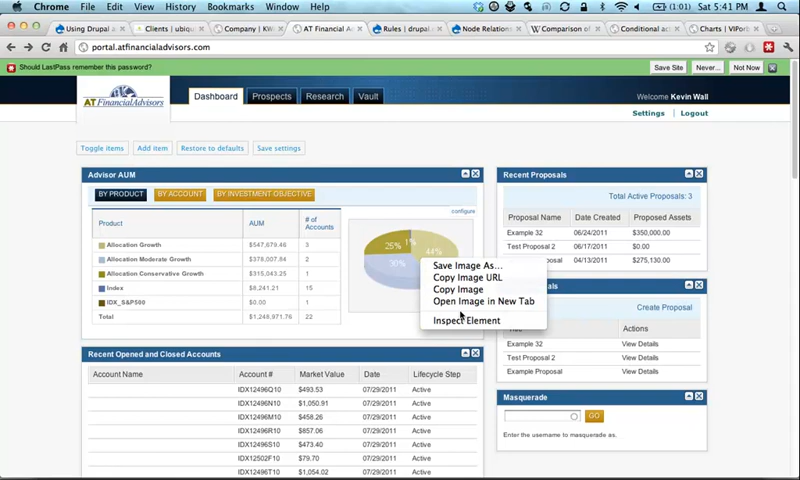 Chrome File Edit View History Bookmarks Window Help (1:01) Sat 5:41 PM
Using Drupal a Clients | ubiqu Company | KW AT Financial Ad Rules | drupal. Node Relations Comparison of Conditional act Charts | VIPort
portal.atfinancialadvisors.com
Should LastPass remember this password? Save Site Never... Not Now
AT Financial Advisors
Dashboard Prospects Research Vault
Welcome Kevin Wall
Settings Logout
Toggle items Add item Restore to defaults Save settings
Advisor AUM
BY PRODUCT BY ACCOUNT BY INVESTMENT OBJECTIVE
configure
Product AUM # of Accounts
Allocation Growth $547,679.46 3
Allocation Moderate Growth $378,007.54 2
Allocation Conservative Growth $315,043.25 1
Index $8,241.21 15
IDX_S&P500 $0.00 1
Total $1,248,971.76 22
25% 1% 44%
30%
Save Image As...
Copy Image URL
Copy Image
Open Image in New Tab
Inspect Element
Recent Proposals
Total Active Proposals: 3
Proposal Name Date Created Proposed Assets
Example 32 06/24/2011 $350,000.00
Test Proposal 2 06/17/2011 $0.00
04/13/2011 $275,130.00
Create Proposal
Issue Actions
Example 32 View Details
Test Proposal 2 View Details
Example Proposal View Details
Recent Opened and Closed Accounts
Account Name Account # Market Value Date Lifecycle Step
IDX12496Q10 $493.53 07/29/2011 Active
IDX12496N10 $1,050.91 07/29/2011 Active
IDX12496M10 $458.26 07/29/2011 Active
IDX12496R10 $857.06 07/29/2011 Active
IDX12496S10 $473.40 07/29/2011 Active
IDX12502F10 $79.70 07/29/2011 Active
IDX12496T10 $1,054.02 07/29/2011 Active
Masquerade
GO
Enter the username to masquerade as.